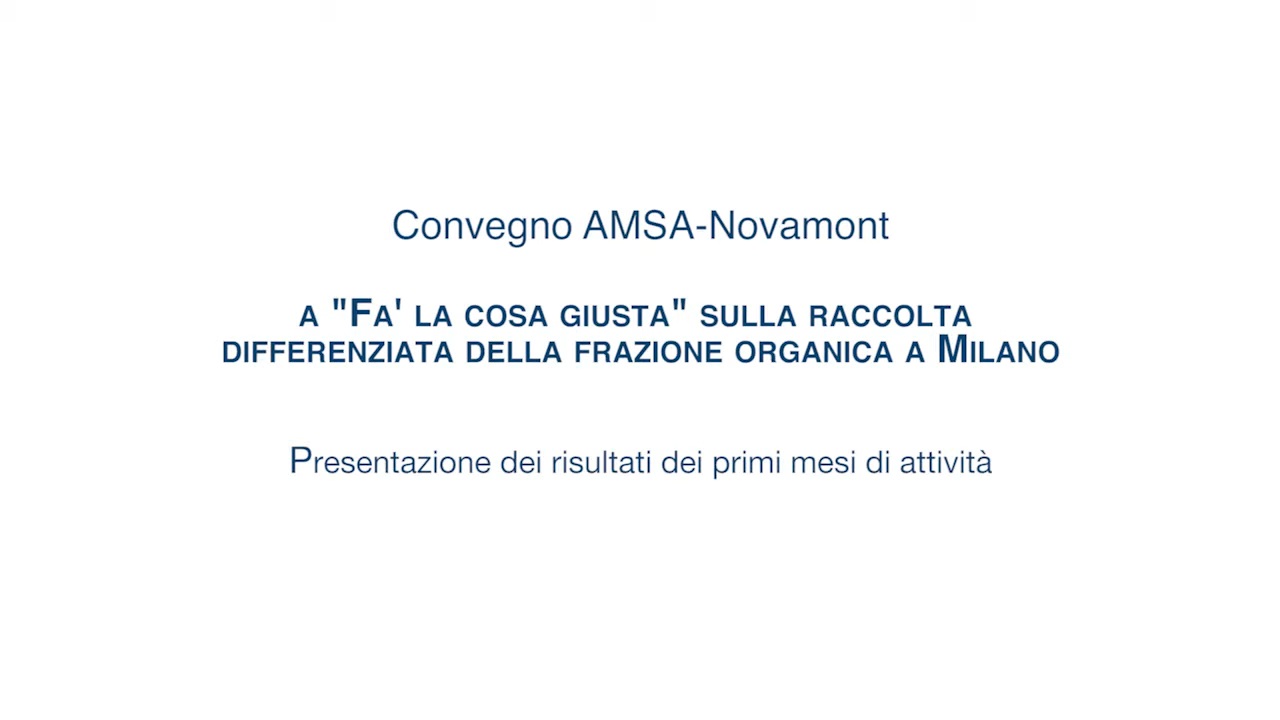 Convegno AMSA-Novamont
A "FA' LA COSA GIUSTA" SULLA RACCOLTA
DIFFERENZIATA DELLA FRAZIONE ORGANICA A MILANO
Presentazione dei risultati dei primi mesi di attività